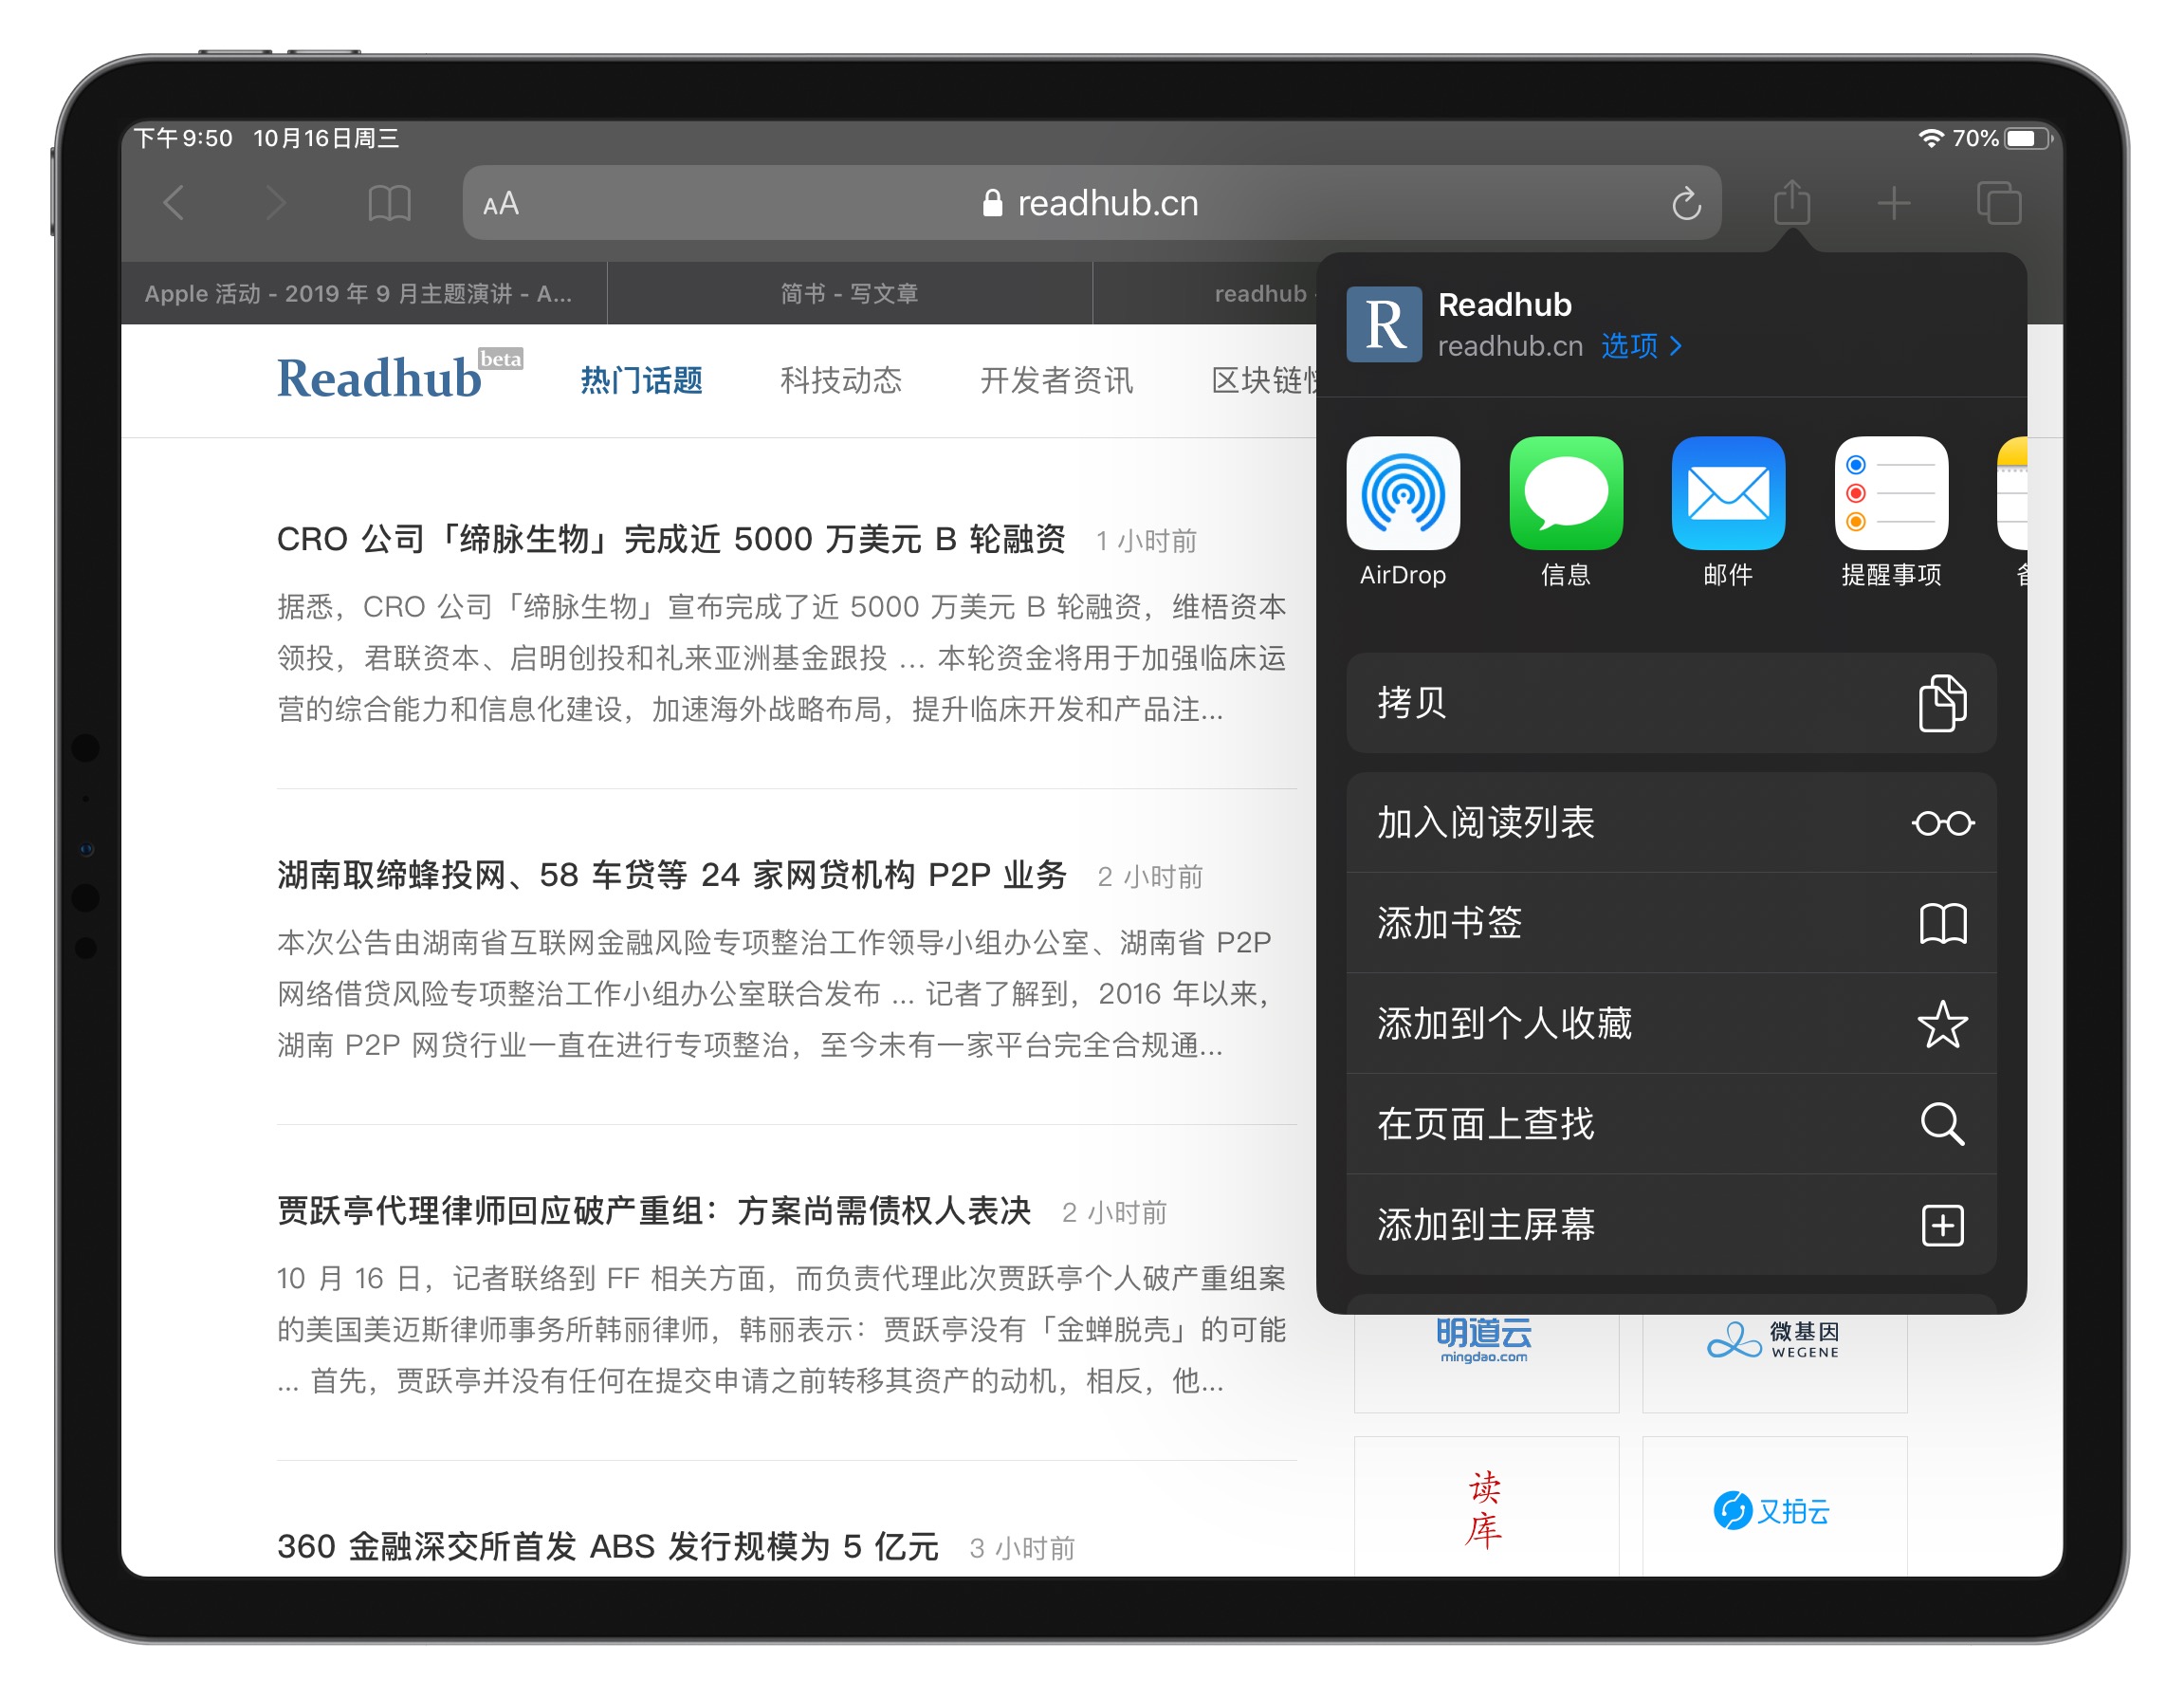 下午9:50 10月16日周三
70%
AA readhub.cn
Apple 活动 - 2019 年 9 月主题演讲 - A...
简书 - 写文章
readhub -
Readhub beta
热门话题 科技动态 开发者资讯 区块链
Readhub
readhub.cn 选项
AirDrop 信息 邮件 提醒事项
拷贝
加入阅读列表
添加书签
添加到个人收藏
在页面上查找
添加到主屏幕
CRO 公司「缔脉生物」完成近 5000 万美元 B 轮融资 1 小时前
据悉，CRO 公司「缔脉生物」宣布完成了近 5000 万美元 B 轮融资，维梧资本
领投，君联资本、启明创投和礼来亚洲基金跟投 ... 本轮资金将用于加强临床运
营的综合能力和信息化建设，加速海外战略布局，提升临床开发和产品注...
湖南取缔蜂投网、58 车贷等 24 家网贷机构 P2P 业务 2 小时前
本次公告由湖南省互联网金融风险专项整治工作领导小组办公室、湖南省 P2P
网络借贷风险专项整治工作小组办公室联合发布 ... 记者了解到，2016 年以来，
湖南 P2P 网贷行业一直在进行专项整治，至今未有一家平台完全合规通...
贾跃亭代理律师回应破产重组：方案尚需债权人表决 2 小时前
10 月 16 日，记者联络到 FF 相关方面，而负责代理此次贾跃亭个人破产重组案
的美国美迈斯律师事务所韩丽律师，韩丽表示：贾跃亭没有「金蝉脱壳」的可能
... 首先，贾跃亭并没有任何在提交申请之前转移其资产的动机，相反，他...
360 金融深交所首发 ABS 发行规模为 5 亿元 3 小时前
明道云
mingdao.com
微基因
WEGENE
读库
又拍云